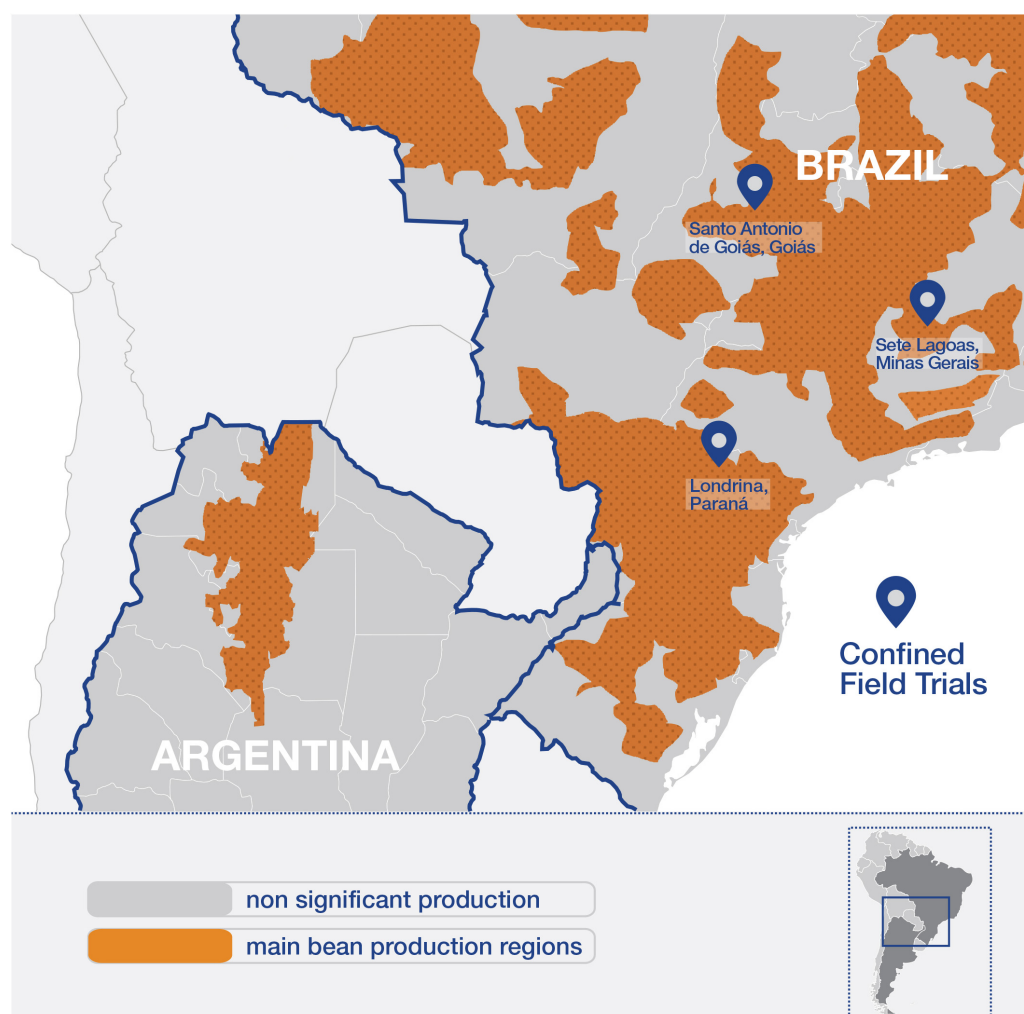 BRAZIL
Santo Antonio
de Goiás, Goiás
Sete Lagoas,
Minas Gerais
Londrina,
Paraná
Confined
Field Trials
ARGENTINA
non significant production
main bean production regions